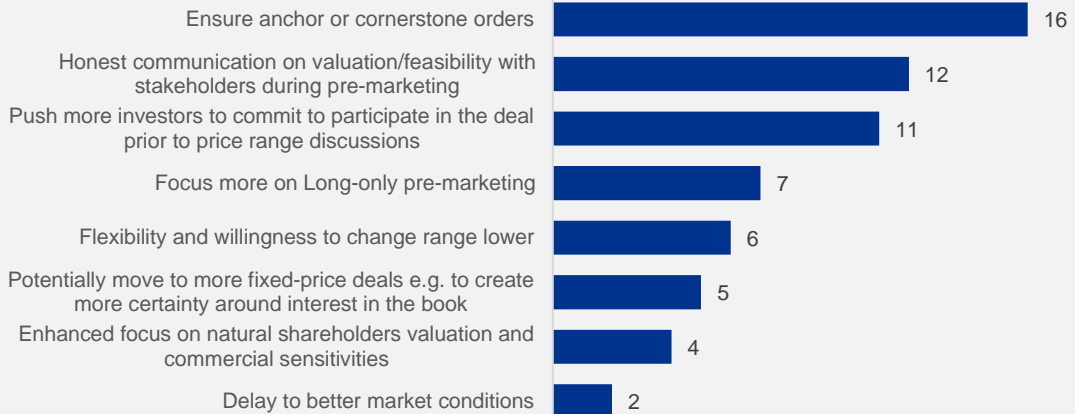 Ensure anchor or cornerstone orders
16
Honest communication on valuation/feasibility with
stakeholders during pre-marketing
12
Push more investors to commit to participate in the deal
prior to price range discussions
11
Focus more on Long-only pre-marketing
7
Flexibility and willingness to change range lower
6
Potentially move to more fixed-price deals e.g. to create
more certainty around interest in the book
5
Enhanced focus on natural shareholders valuation and
commercial sensitivities
4
Delay to better market conditions
2